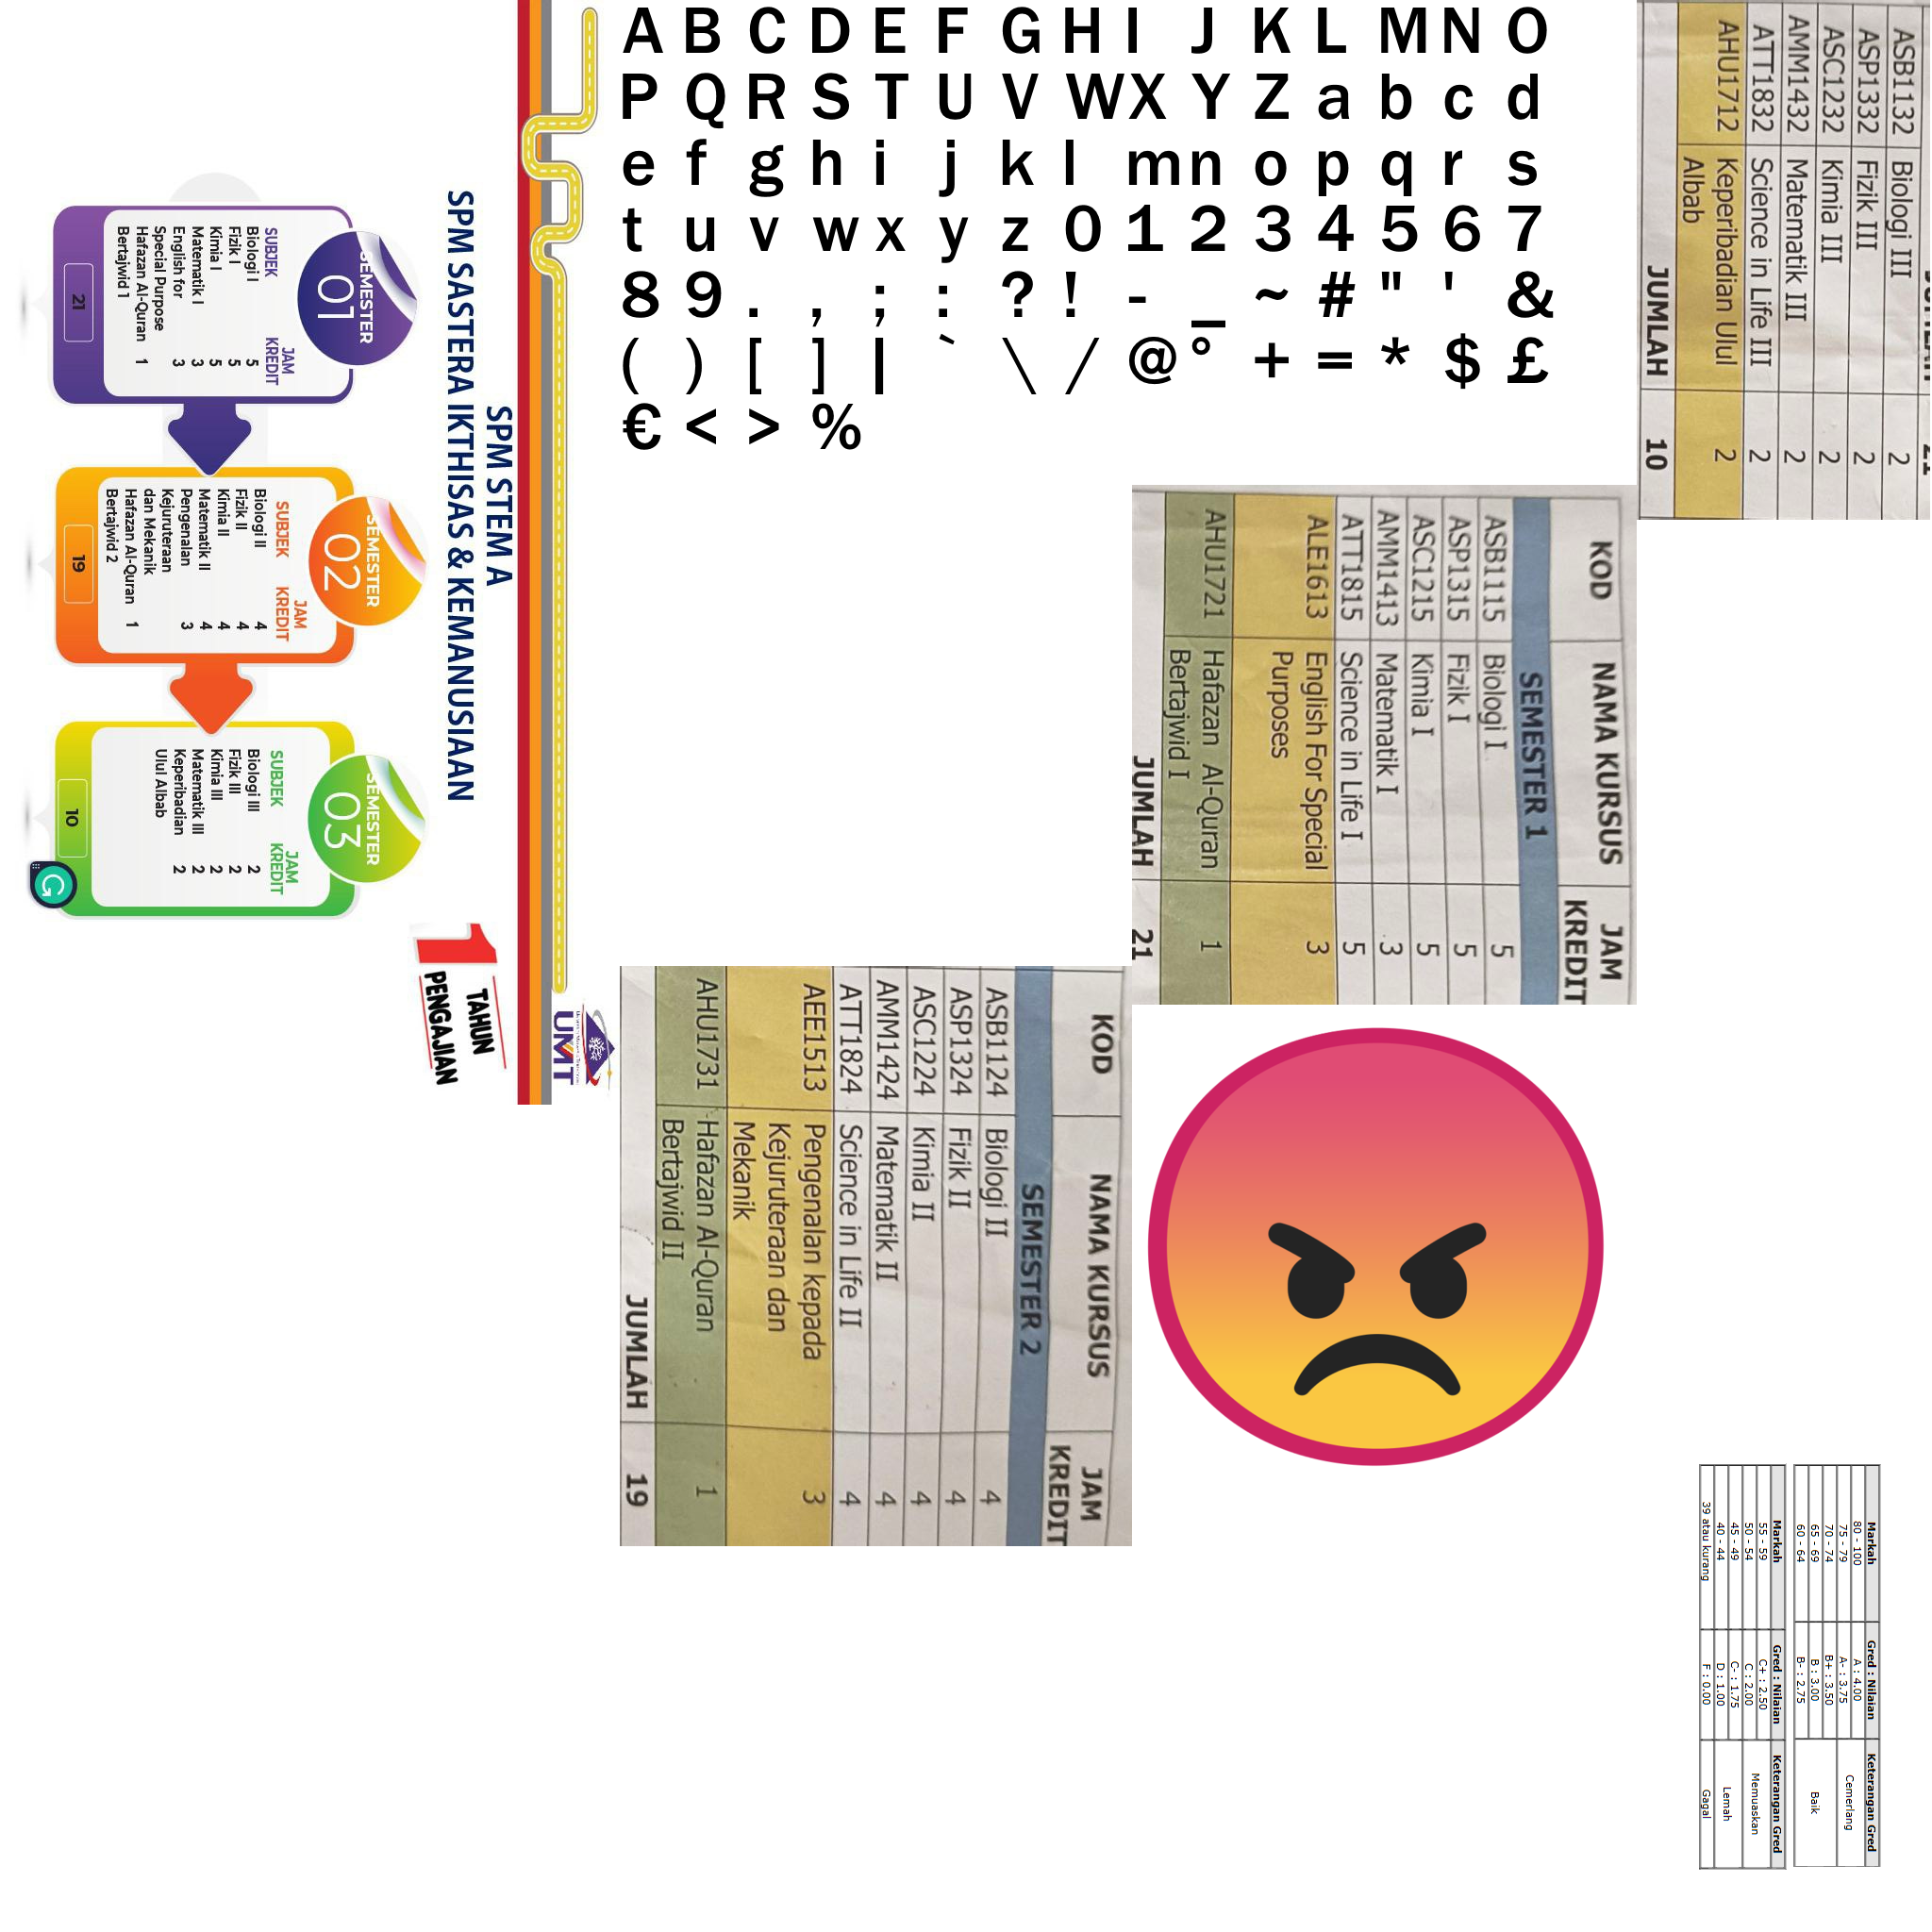 SPM STEM A
SPM SASTERA IKTHISAS & KEMANUSIAAN
SEMESTER
01
SUBJEK JAM KREDIT
Biologi I 5
Fizik I 5
Kimia I 5
Matematik I 3
English for
Special Purpose 3
Hafazan Al-Quran
Bertajwid 1 1
21
SEMESTER
02
SUBJEK JAM KREDIT
Biologi II 4
Fizik II 4
Kimia II 4
Matematik II 4
Pengenalan
Kejuruteraan
dan Mekanik 3
Hafazan Al-Quran
Bertajwid 2 1
19
SEMESTER
03
SUBJEK JAM KREDIT
Biologi III 2
Fizik III 2
Kimia III 2
Matematik III 2
Keperibadian
Ulul Albab 2
10
1 TAHUN
PENGAJIAN
UMT
A B C D E F G H I J K L M N O
P Q R S T U V W X Y Z a b c d
e f g h i j k l m n o p q r s
t u v w x y z 0 1 2 3 4 5 6 7
8 9 . , ; : ? ! - _ ~ # " ' &
( ) [ ] | ` \ / @ ° + = * $ £
€ < > %
ASB1132 Biologi III 2
ASP1332 Fizik III 2
ASC1232 Kimia III 2
AMM1432 Matematik III 2
ATT1832 Science in Life III 2
AHU1712 Keperibadian Ulul 2
Albab
JUMLAH 10
KOD NAMA KURSUS JAM
KREDIT
SEMESTER 1
ASB1115 Biologi I 5
ASP1315 Fizik I 5
ASC1215 Kimia I 5
AMM1413 Matematik I 3
ATT1815 Science in Life I 5
ALE1613 English For Special 3
Purposes
AHU1721 Hafazan Al-Quran 1
Bertajwid I
JUMLAH 21
KOD NAMA KURSUS JAM
KREDIT
SEMESTER 2
ASB1124 Biologi II 4
ASP1324 Fizik II 4
ASC1224 Kimia II 4
AMM1424 Matematik II 4
ATT1824 Science in Life II 4
AEE1513 Pengenalan kepada 3
Kejuruteraan dan
Mekanik
AHU1731 Hafazan Al-Quran 1
Bertajwid II
JUMLAH 19
Markah Gred : Nilaian Keterangan Gred
80 - 100 A : 4.00 Cemerlang
75 - 79 A- : 3.75
70 - 74 B+ : 3.50 Baik
65 - 69 B : 3.00
60 - 64 B- : 2.75
Markah Gred : Nilaian Keterangan Gred
55 - 59 C+ : 2.50 Memuaskan
50 - 54 C : 2.00
45 - 49 C- : 1.75 Lemah
40 - 44 D : 1.00
39 atau kurang F : 0.00 Gagal